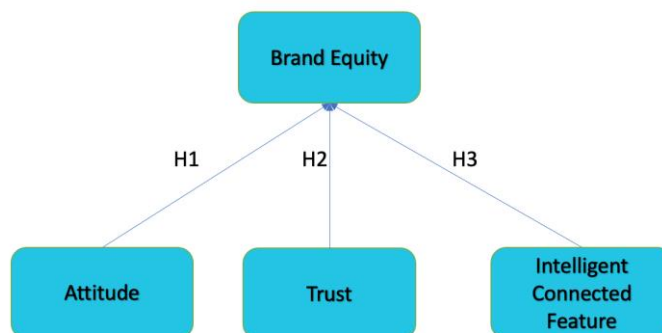 Brand Equity
H1
H2
H3
Attitude
Trust
Intelligent
Connected
Feature